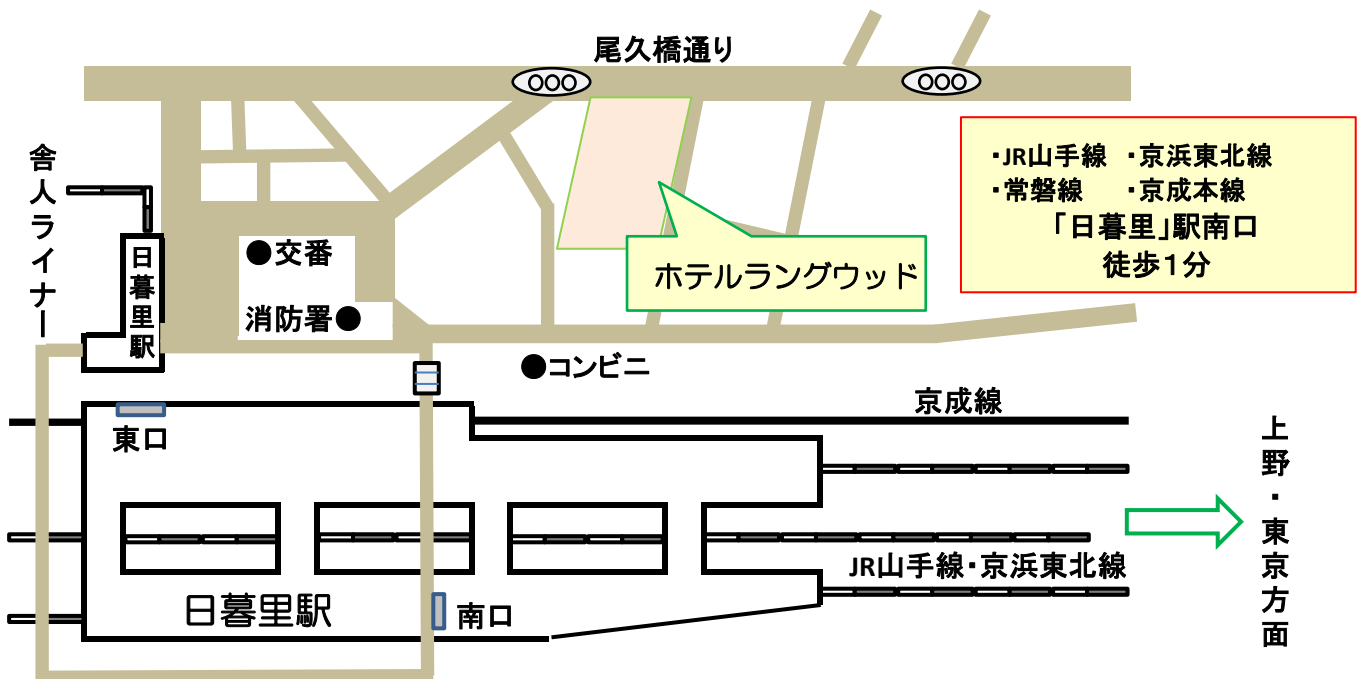 尾久橋通り
舎人ライナー
日暮里駅
●交番
消防署●
ホテルラングウッド
・JR山手線 ・京浜東北線
・常磐線 ・京成本線
「日暮里」駅南口
徒歩1分
●コンビニ
京成線
東口
上野・東京方面
JR山手線・京浜東北線
日暮里駅
南口